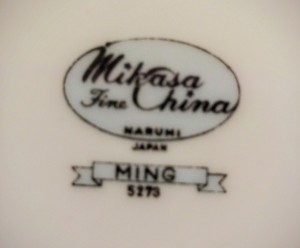 Mikasa
Fine China
NARUMI
JAPAN
MING
5273